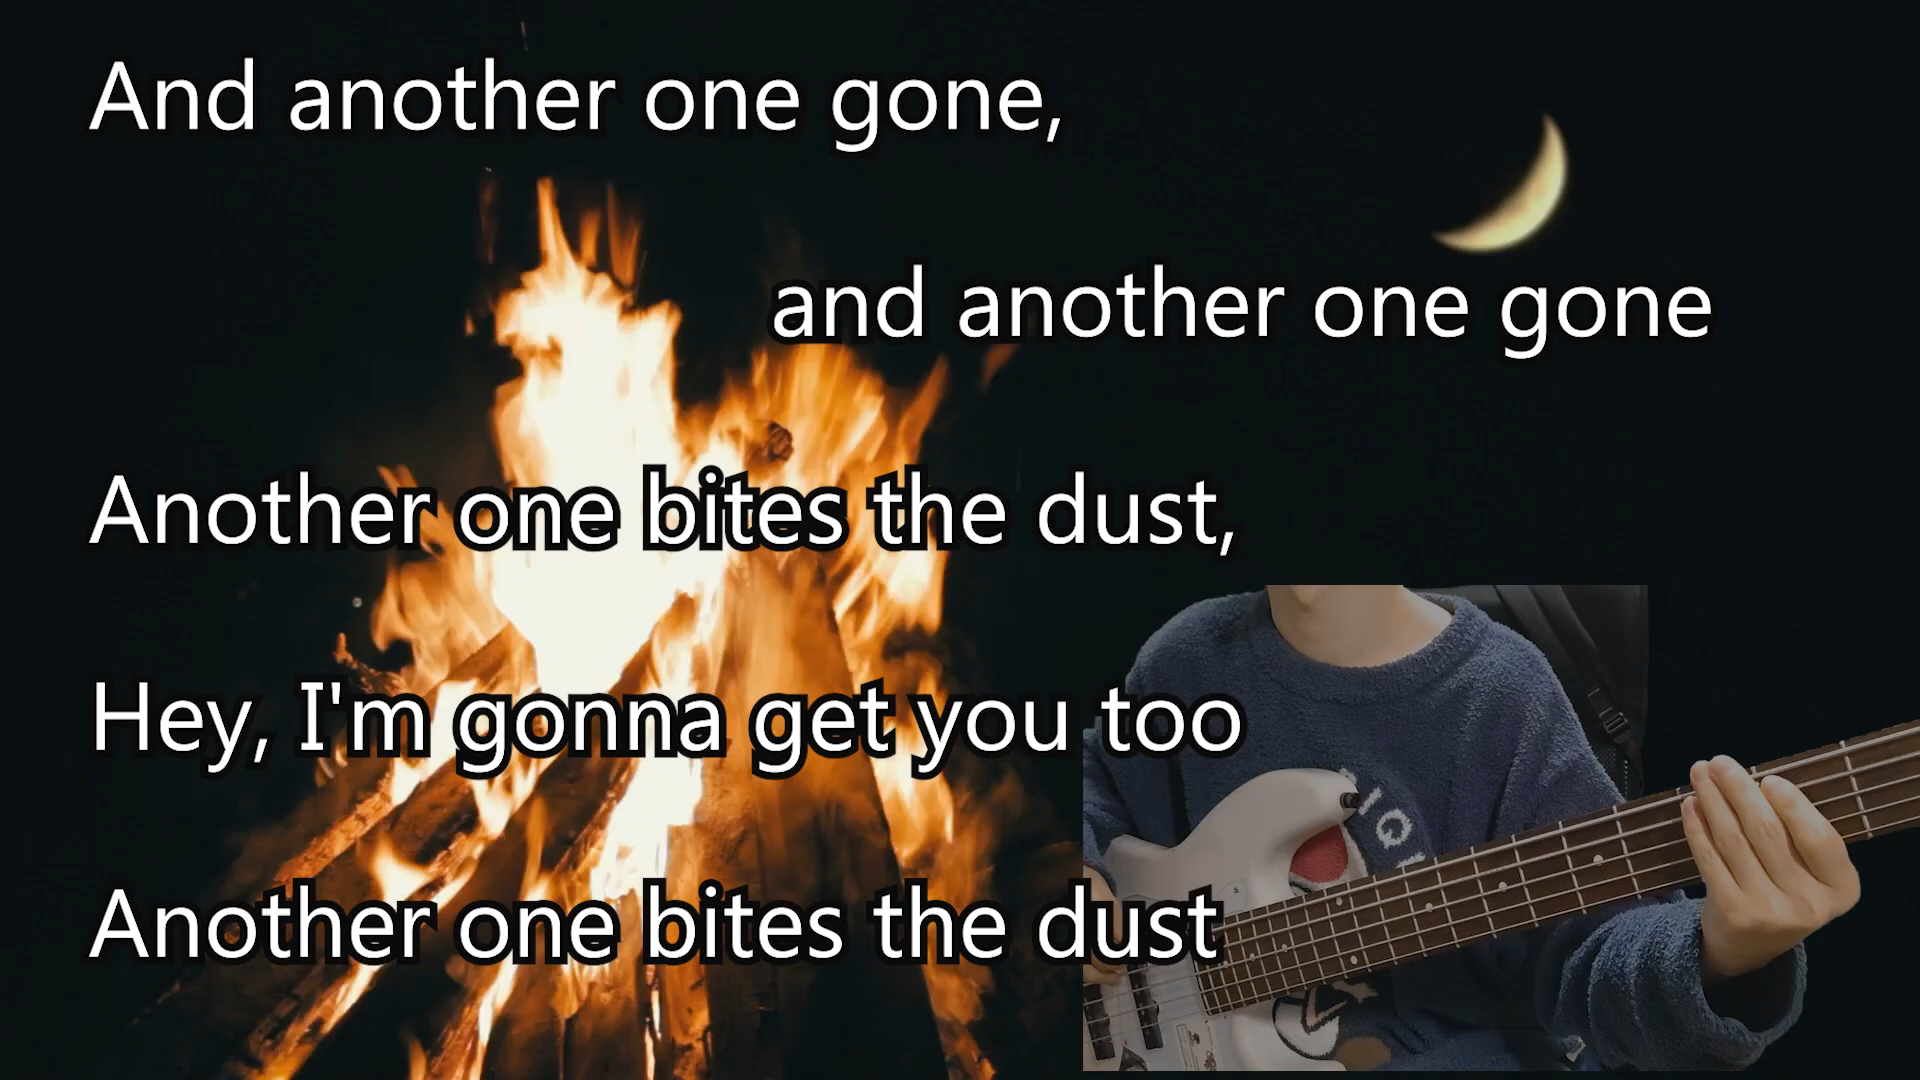 And another one gone,
and another one gone
Another one bites the dust,
Hey, I'm gonna get you too
Another one bites the dust